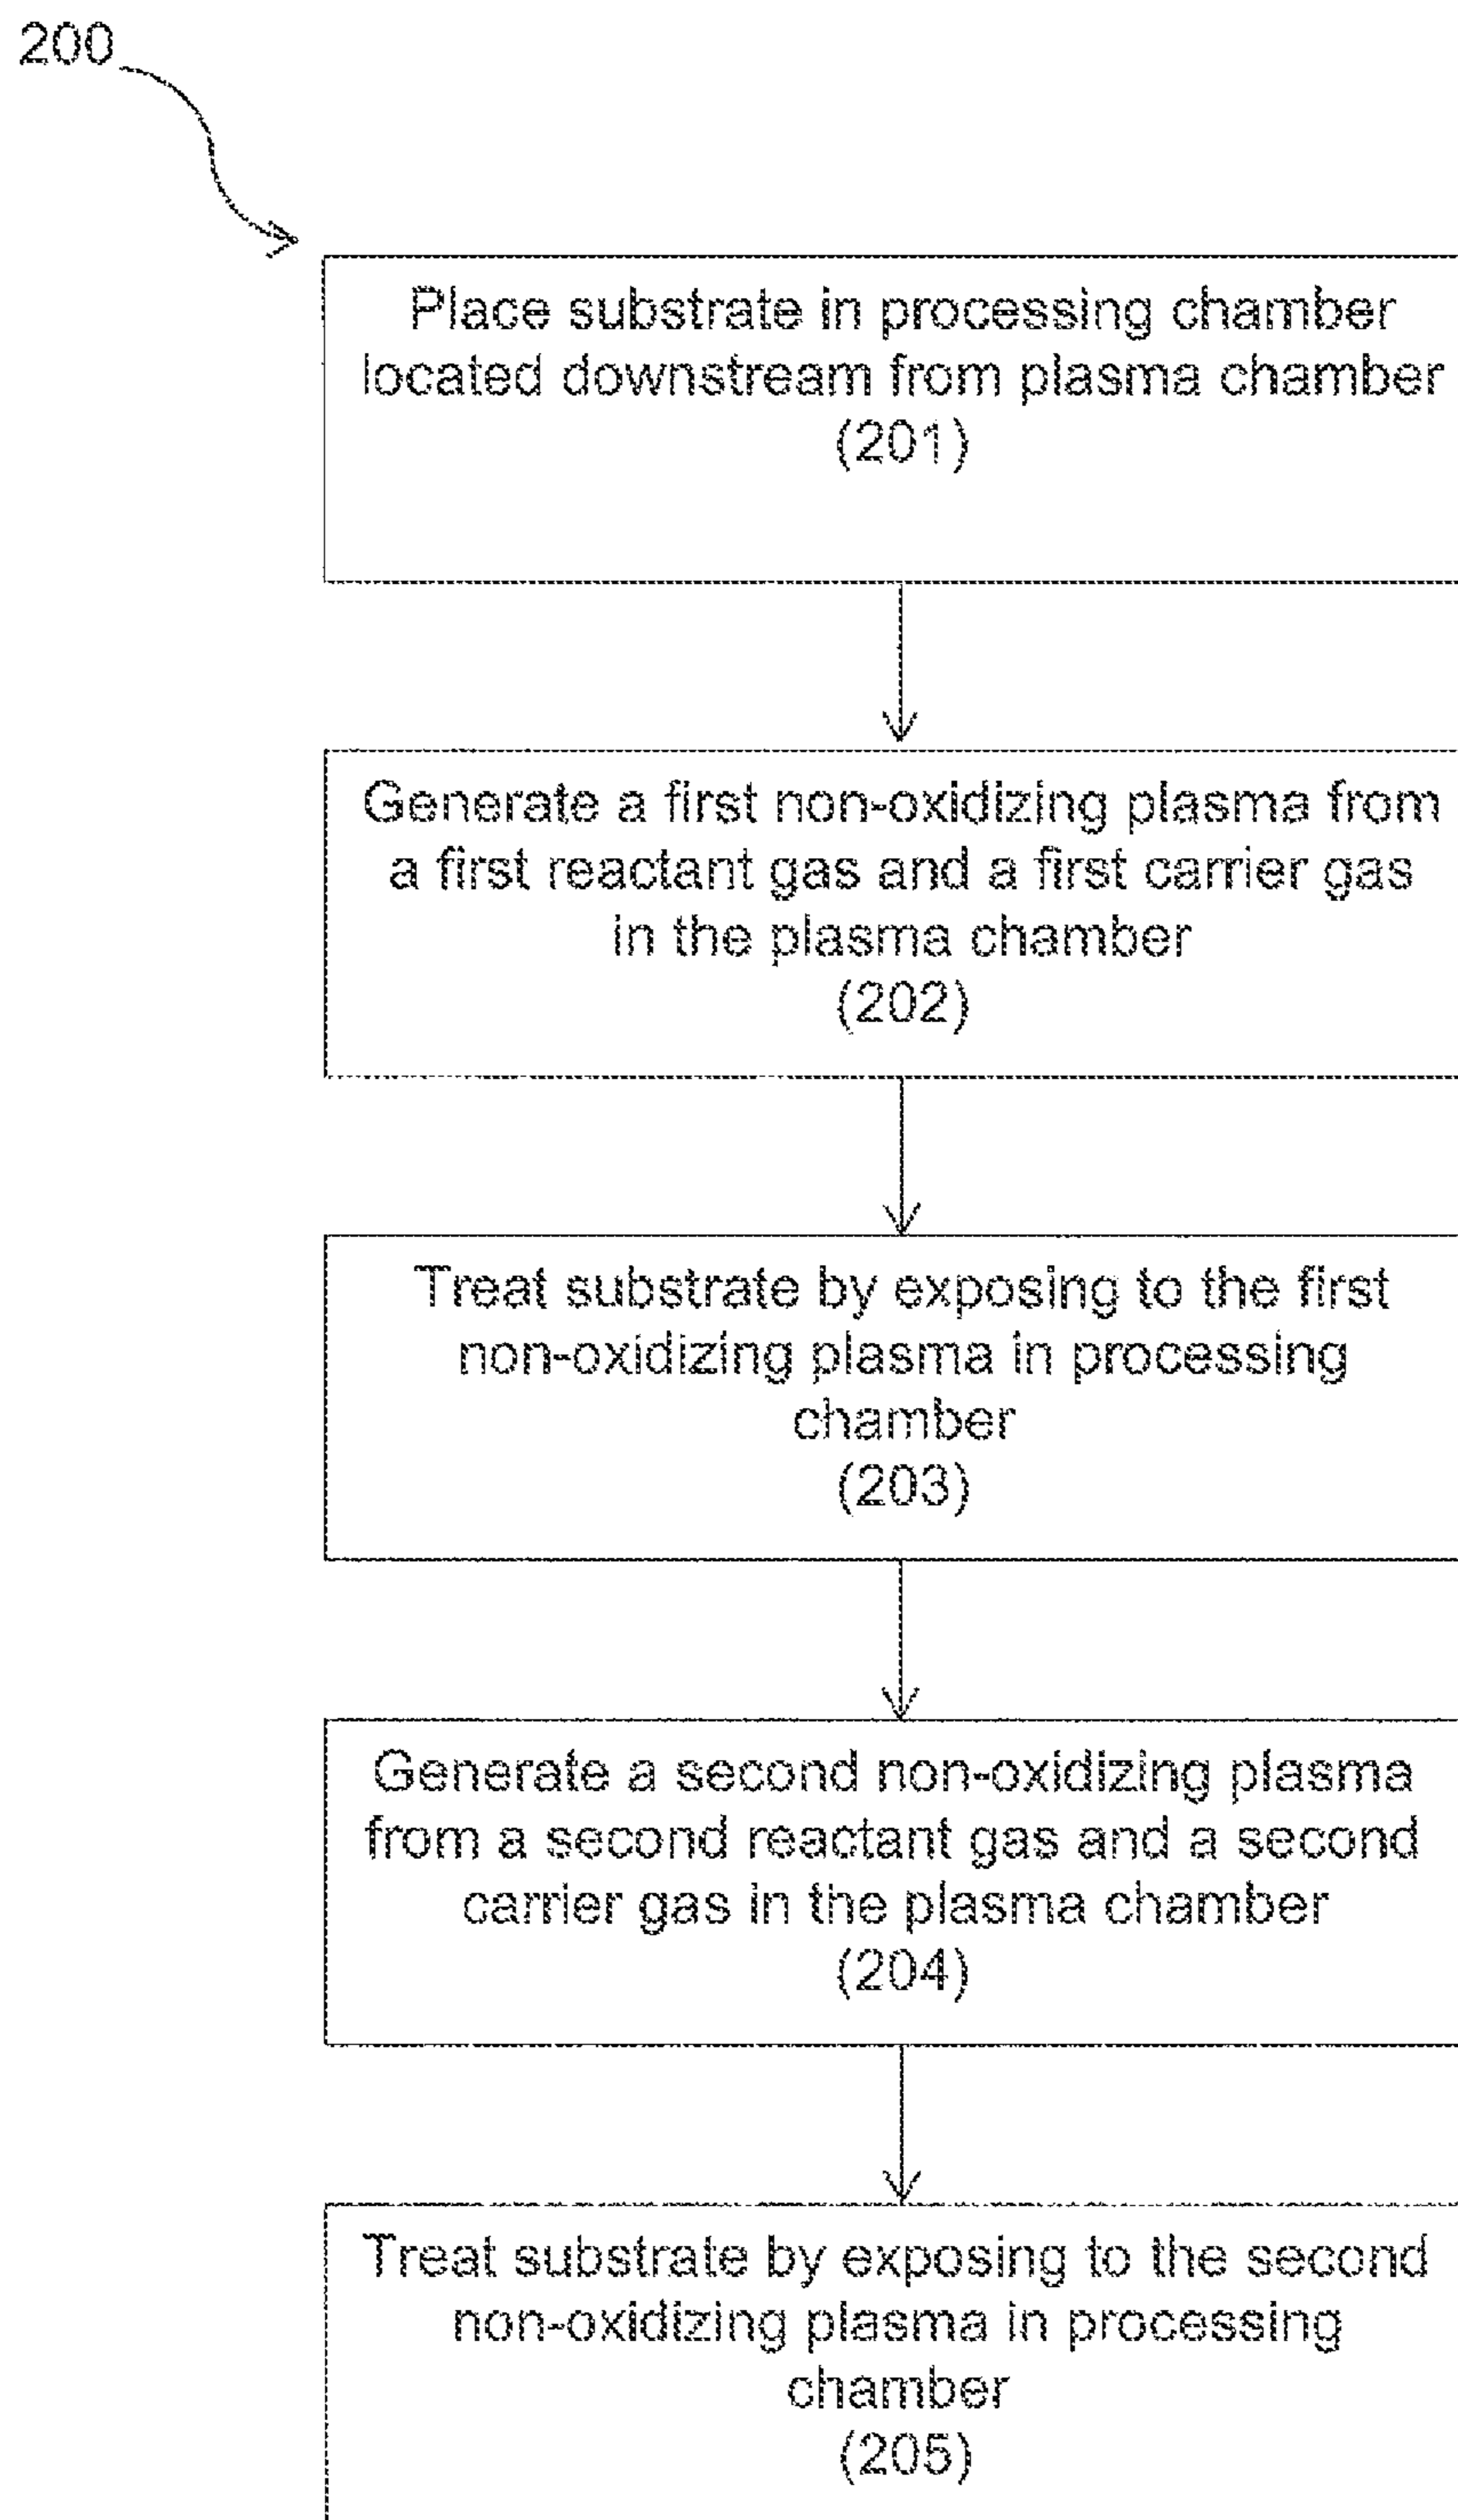 200
Place substrate in processing chamber
located downstream from plasma chamber
(201)
Generate a first non-oxidizing plasma from
a first reactant gas and a first carrier gas
in the plasma chamber
(202)
Treat substrate by exposing to the first
non-oxidizing plasma in processing
chamber
(203)
Generate a second non-oxidizing plasma
from a second reactant gas and a second
carrier gas in the plasma chamber
(204)
Treat substrate by exposing to the second
non-oxidizing plasma in processing
chamber
(205)